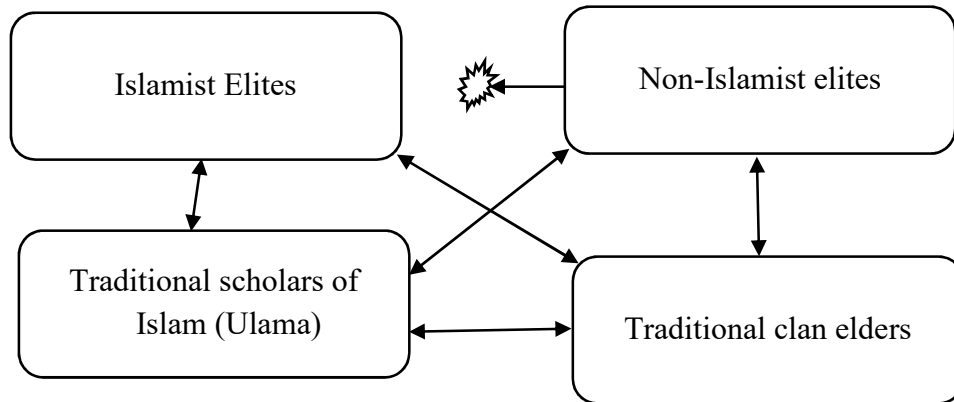 Islamist Elites
Non-Islamist elites
Traditional scholars of
Islam (Ulama)
Traditional clan elders